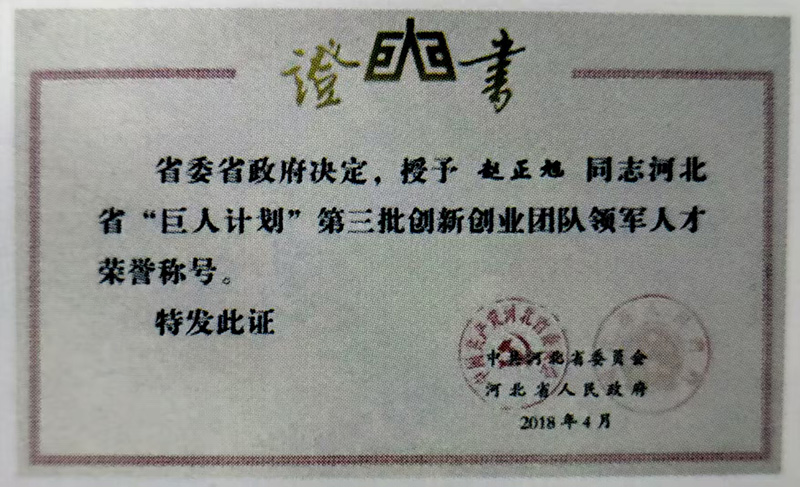 證 巨人 書
省委省政府决定，授予 赵正旭 同志河北
省“巨人计划”第三批创新创业团队领军人才
荣誉称号。
特发此证
中共河北省委员会
河北省人民政府
2018年4月